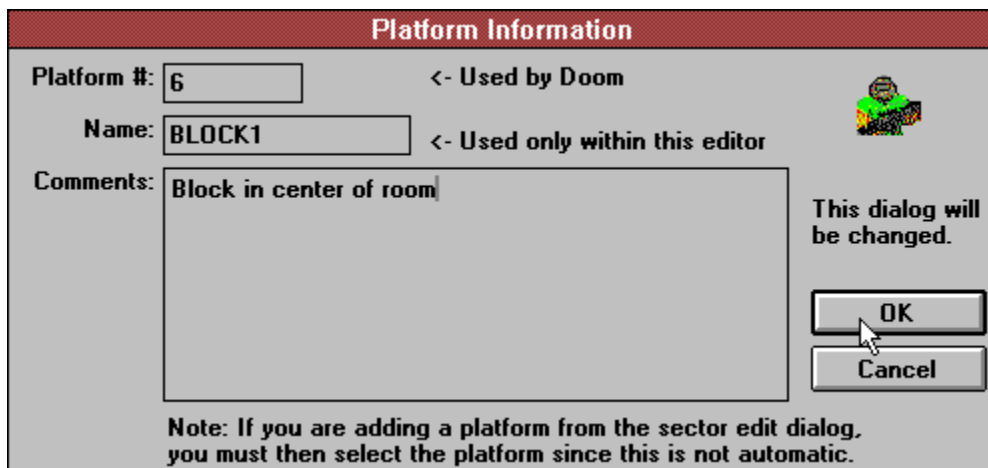 Platform Information
Platform #: 6 <- Used by Doom
Name: BLOCK1 <- Used only within this editor
Comments: Block in center of room
This dialog will
be changed.
OK
Cancel
Note: If you are adding a platform from the sector edit dialog,
you must then select the platform since this is not automatic.